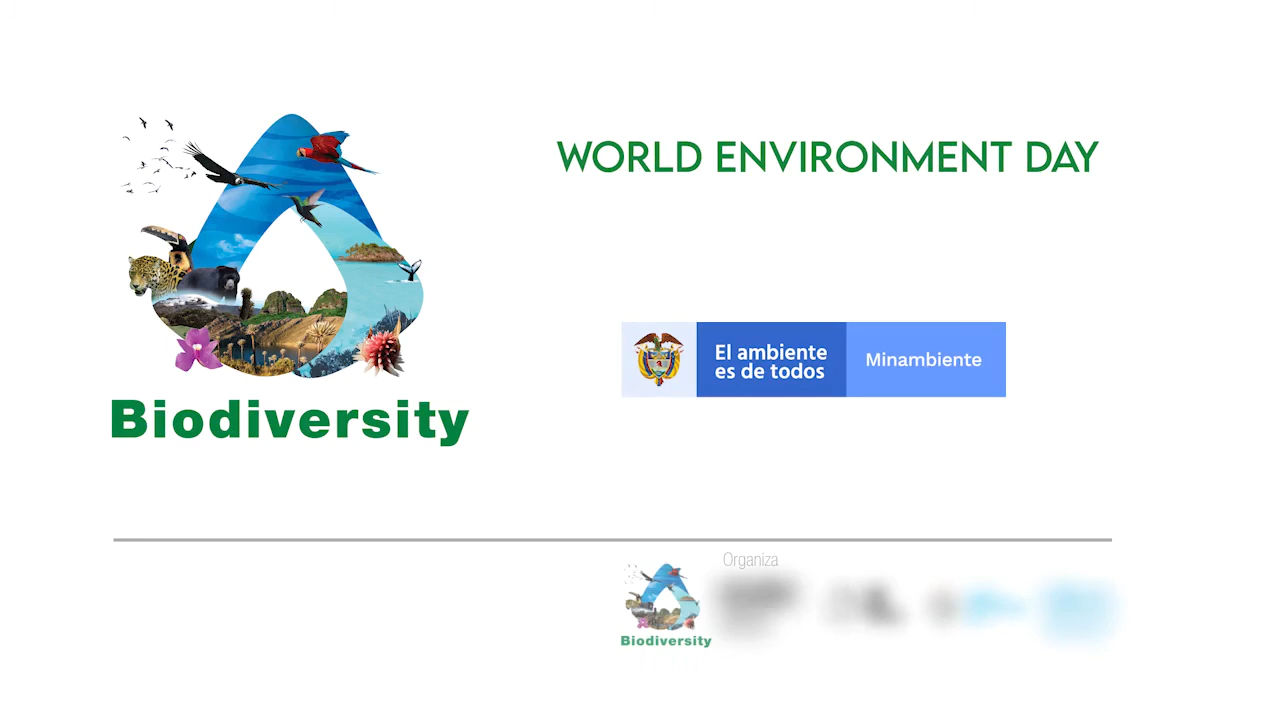 WORLD ENVIRONMENT DAY
El ambiente
es de todos
Minambiente
Biodiversity
Organiza
Biodiversity